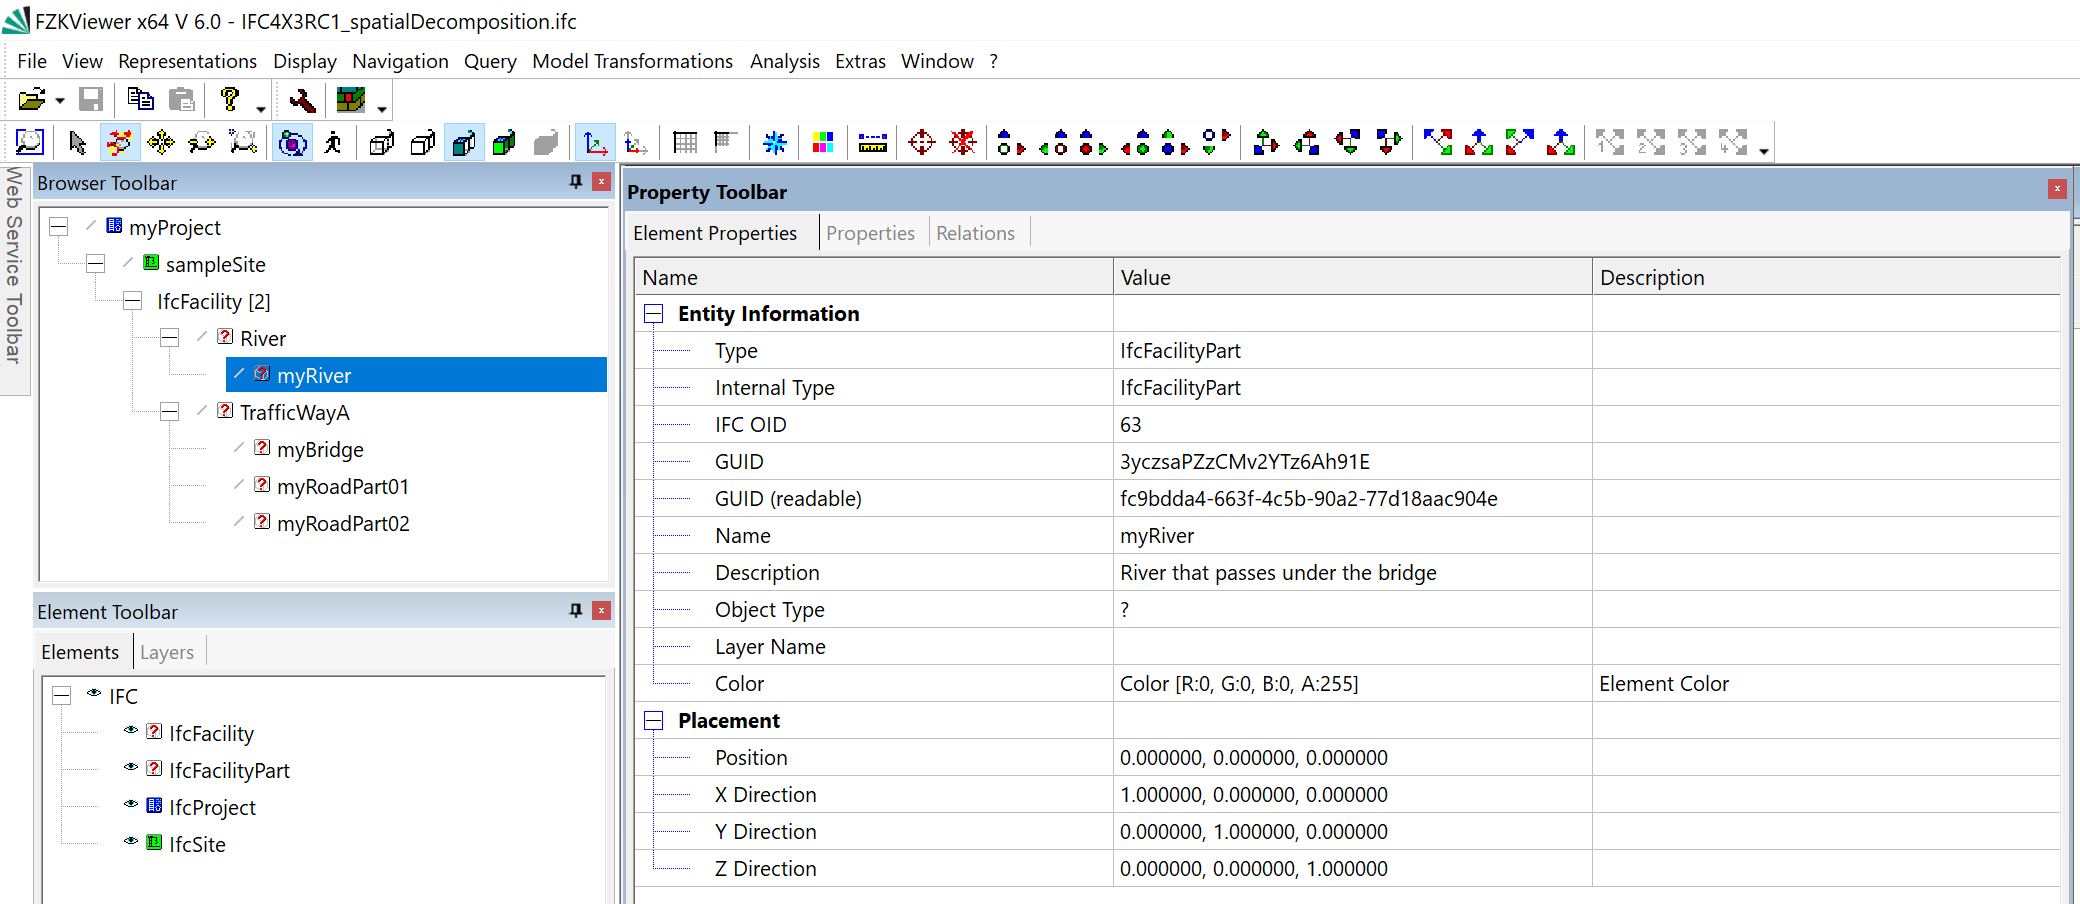 FZKViewer x64 V 6.0 - IFC4X3RC1_spatialDecomposition.ifc
File View Representations Display Navigation Query Model Transformations Analysis Extras Window ?
Web Service Toolbar
Browser Toolbar
myProject
sampleSite
IfcFacility [2]
River
myRiver
TrafficWayA
myBridge
myRoadPart01
myRoadPart02
Element Toolbar
Elements Layers
IFC
IfcFacility
IfcFacilityPart
IfcProject
IfcSite
Property Toolbar
Element Properties Properties Relations
Name Value Description
Entity Information
Type IfcFacilityPart
Internal Type IfcFacilityPart
IFC OID 63
GUID 3yczsaPZzCMv2YTz6Ah91E
GUID (readable) fc9bdda4-663f-4c5b-90a2-77d18aac904e
Name myRiver
Description River that passes under the bridge
Object Type ?
Layer Name
Color Color [R:0, G:0, B:0, A:255] Element Color
Placement
Position 0.000000, 0.000000, 0.000000
X Direction 1.000000, 0.000000, 0.000000
Y Direction 0.000000, 1.000000, 0.000000
Z Direction 0.000000, 0.000000, 1.000000